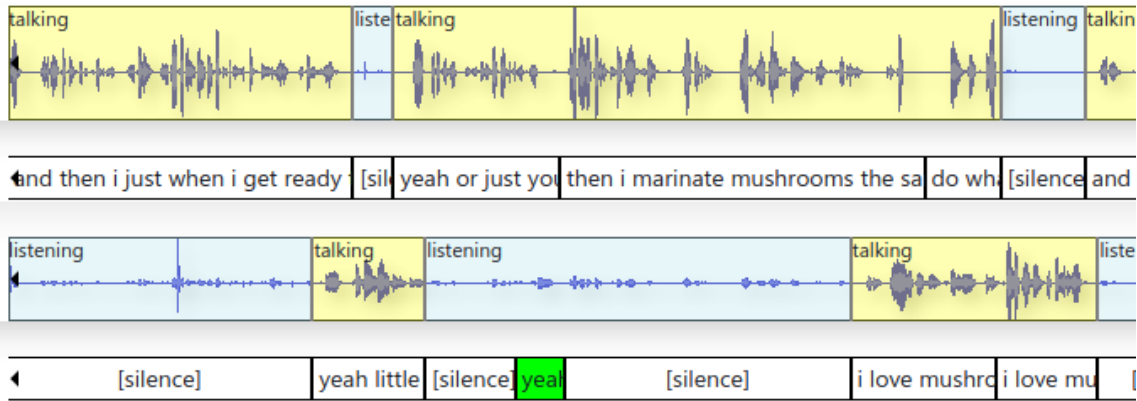 talking liste talking listening talkin
and then i just when i get ready [sile yeah or just you then i marinate mushrooms the sa do wha [silence and
listening talking listening talking liste
[silence] yeah little [silence] yeah [silence] i love mushro i love mu [